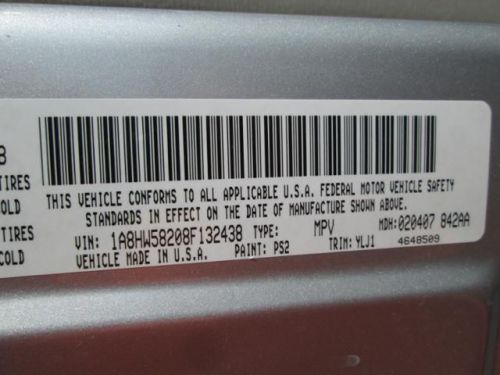 8
TIRES
COLD
TIRES
COLD
THIS VEHICLE CONFORMS TO ALL APPLICABLE U.S.A. FEDERAL MOTOR VEHICLE SAFETY
STANDARDS IN EFFECT ON THE DATE OF MANUFACTURE SHOWN ABOVE.
VIN: 1A8HW58208F132438 TYPE: MPV MDH:020407 842AA
VEHICLE MADE IN U.S.A. PAINT: PS2 TRIM: YLJ1 4648509